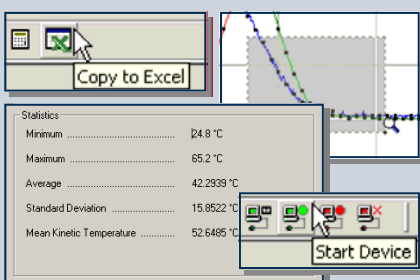 Copy to Excel
Statistics
Minimum ........................... 24.8 °C
Maximum .......................... 65.2 °C
Average ............................ 42.2939 °C
Standard Deviation ................ 15.8522 °C
Mean Kinetic Temperature ......... 52.6485 °C
Start Device